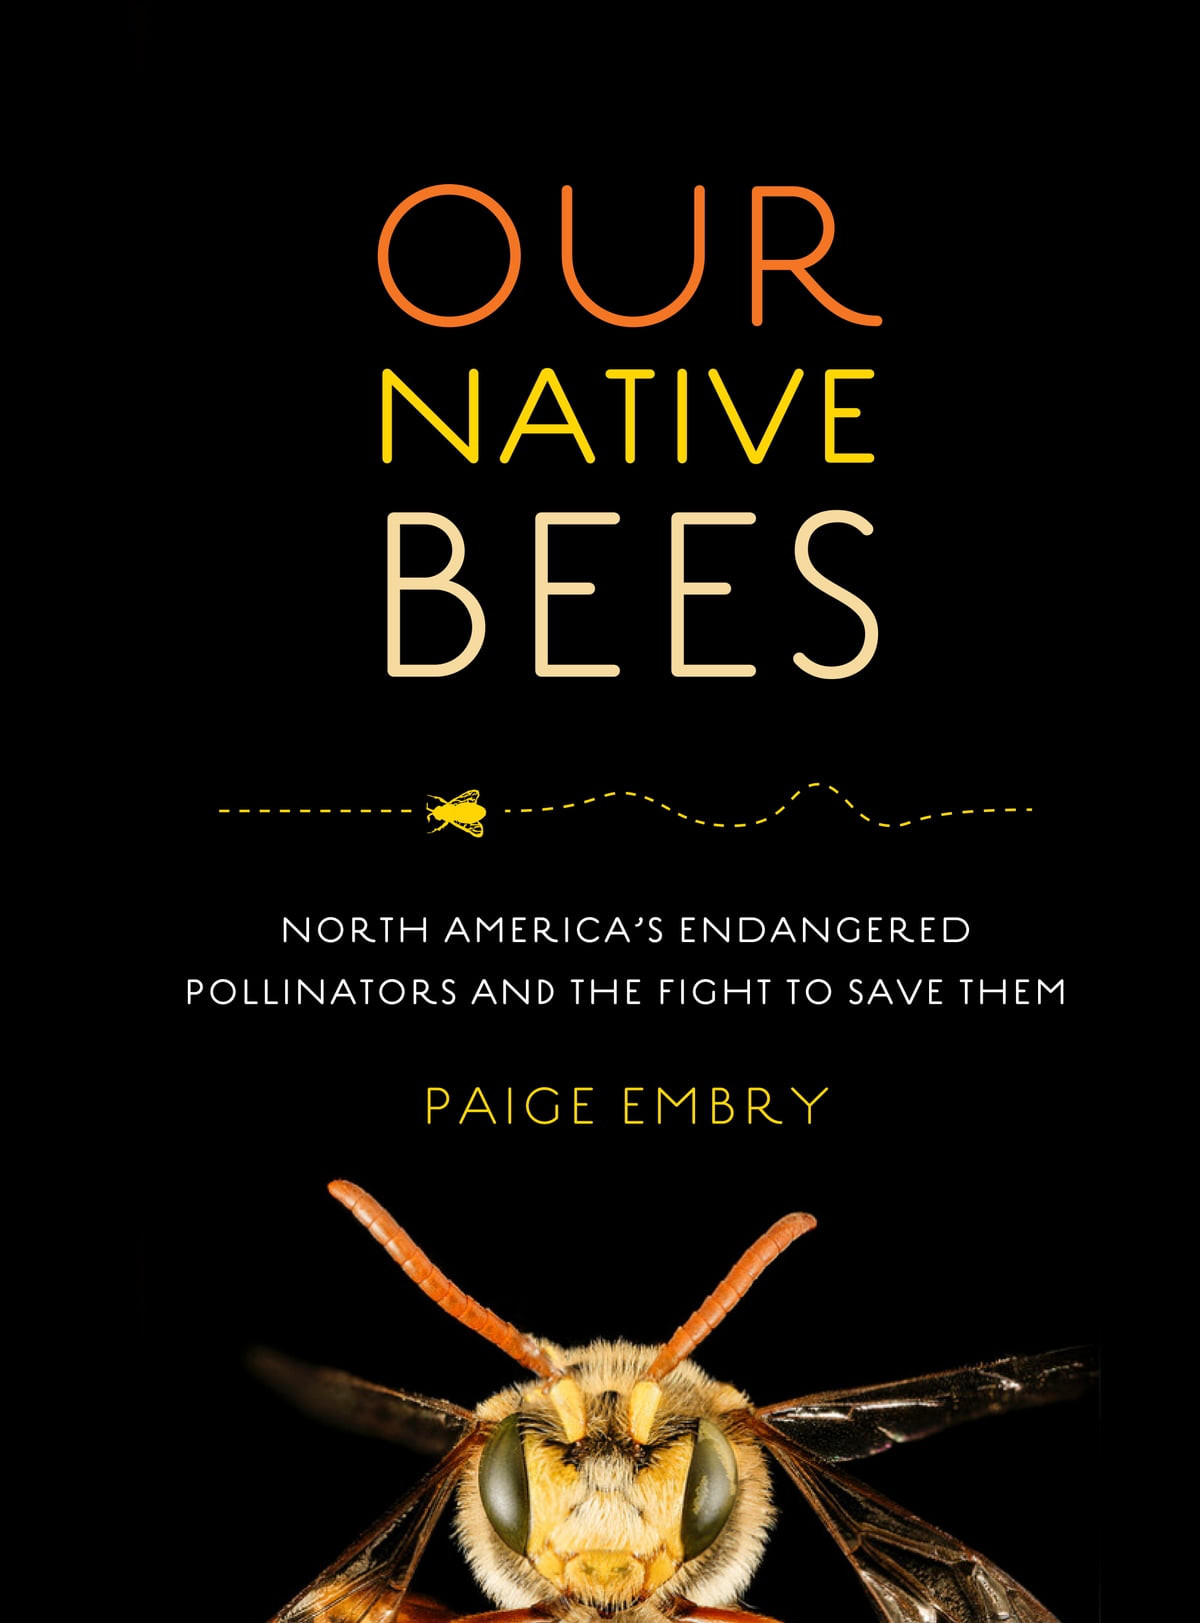 OUR
NATIVE
BEES
NORTH AMERICA'S ENDANGERED
POLLINATORS AND THE FIGHT TO SAVE THEM
PAIGE EMBRY